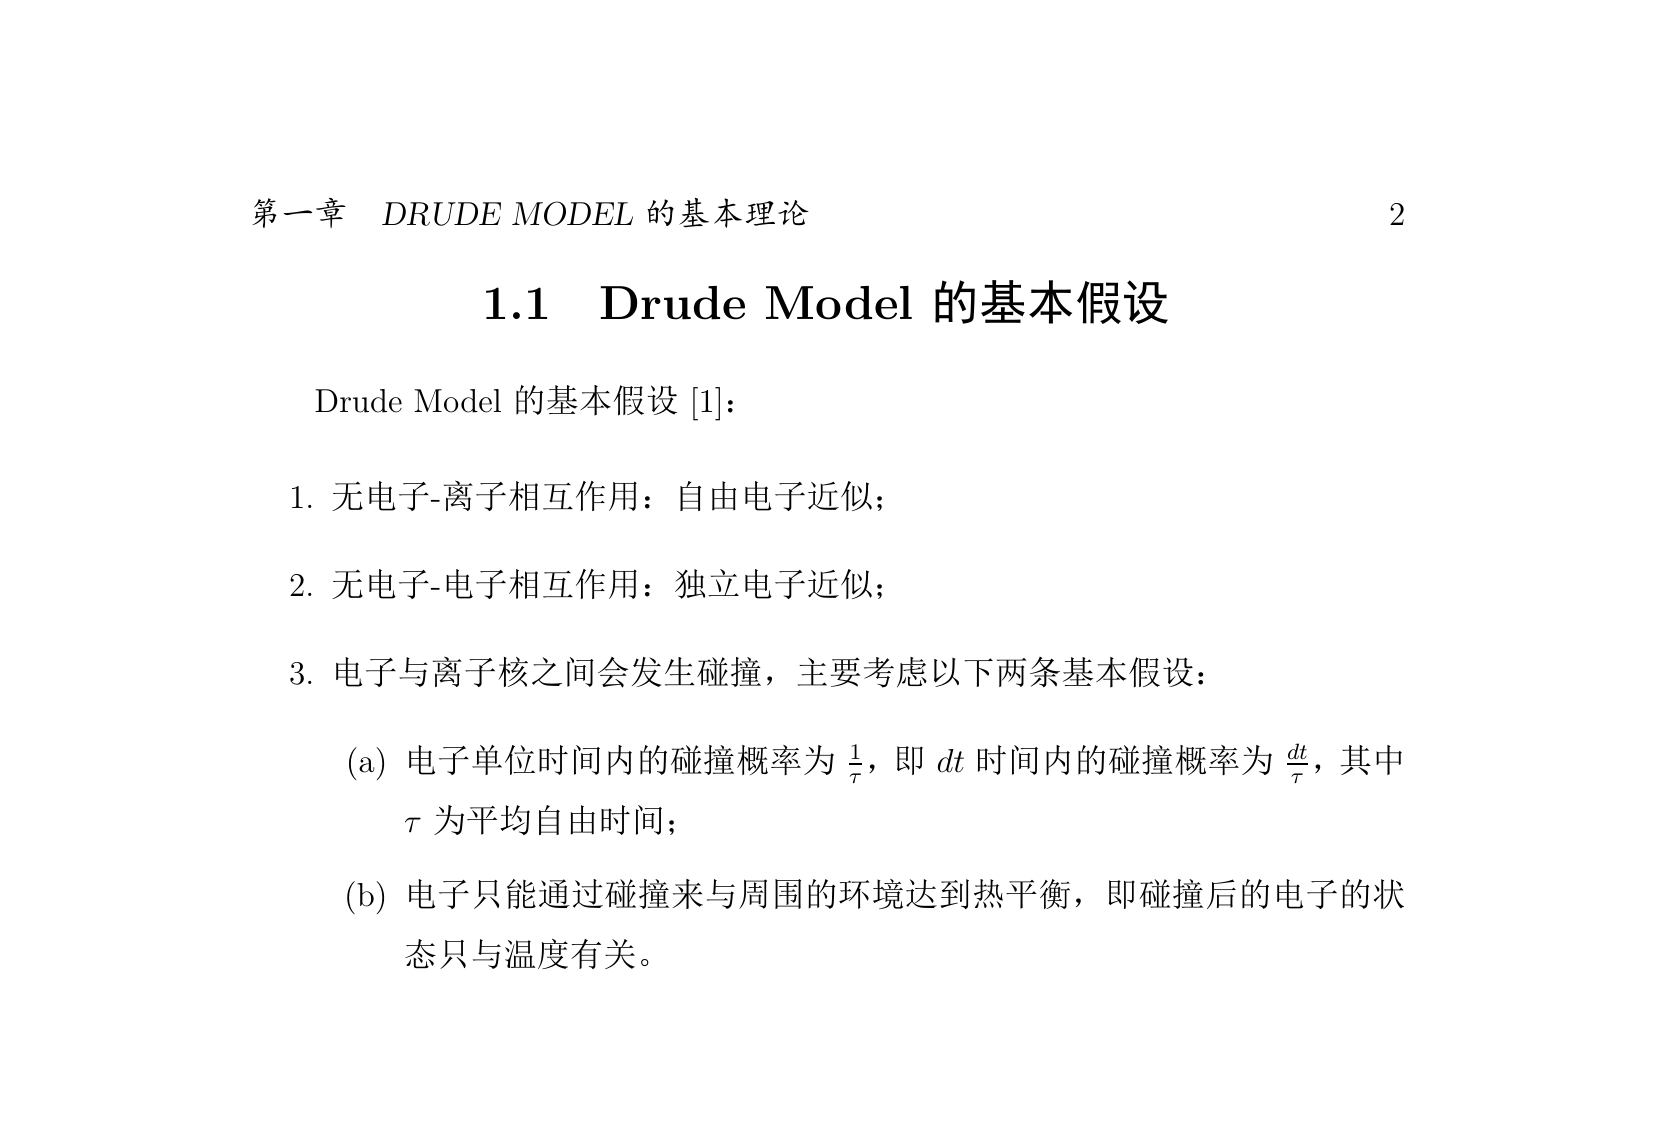 第一章 DRUDE MODEL 的基本理论 2
1.1 Drude Model 的基本假设
Drude Model 的基本假设 [1]：
1. 无电子-离子相互作用：自由电子近似；
2. 无电子-电子相互作用：独立电子近似；
3. 电子与离子核之间会发生碰撞，主要考虑以下两条基本假设：
(a) 电子单位时间内的碰撞概率为 $\frac{1}{\tau}$，即 $dt$ 时间内的碰撞概率为 $\frac{dt}{\tau}$，其中
$\tau$ 为平均自由时间；
(b) 电子只能通过碰撞来与周围的环境达到热平衡，即碰撞后的电子的状
态只与温度有关。